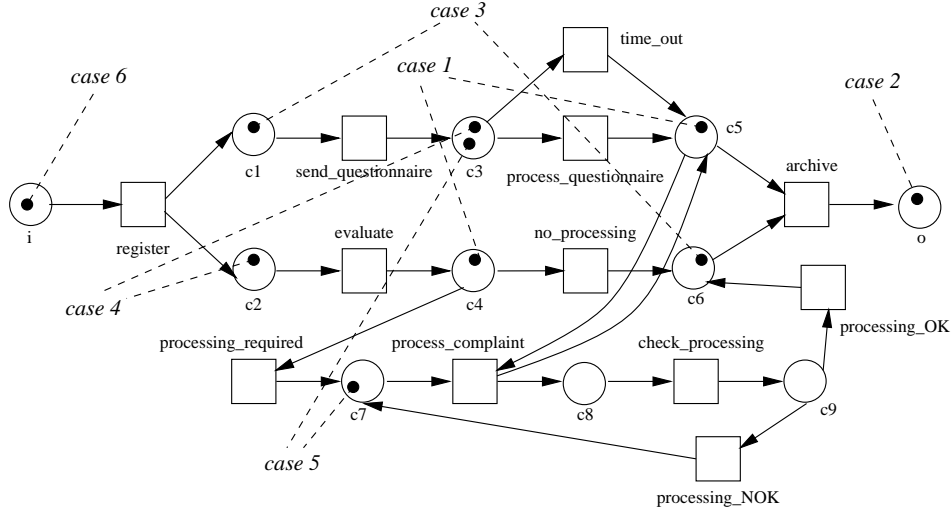 case 3
time_out
case 1
case 6
case 2
c5
archive
c1
send_questionnaire
c3
process_questionnaire
i
register
evaluate
no_processing
o
case 4
c2
c4
c6
processing_OK
processing_required
process_complaint
check_processing
c7
c8
c9
case 5
processing_NOK